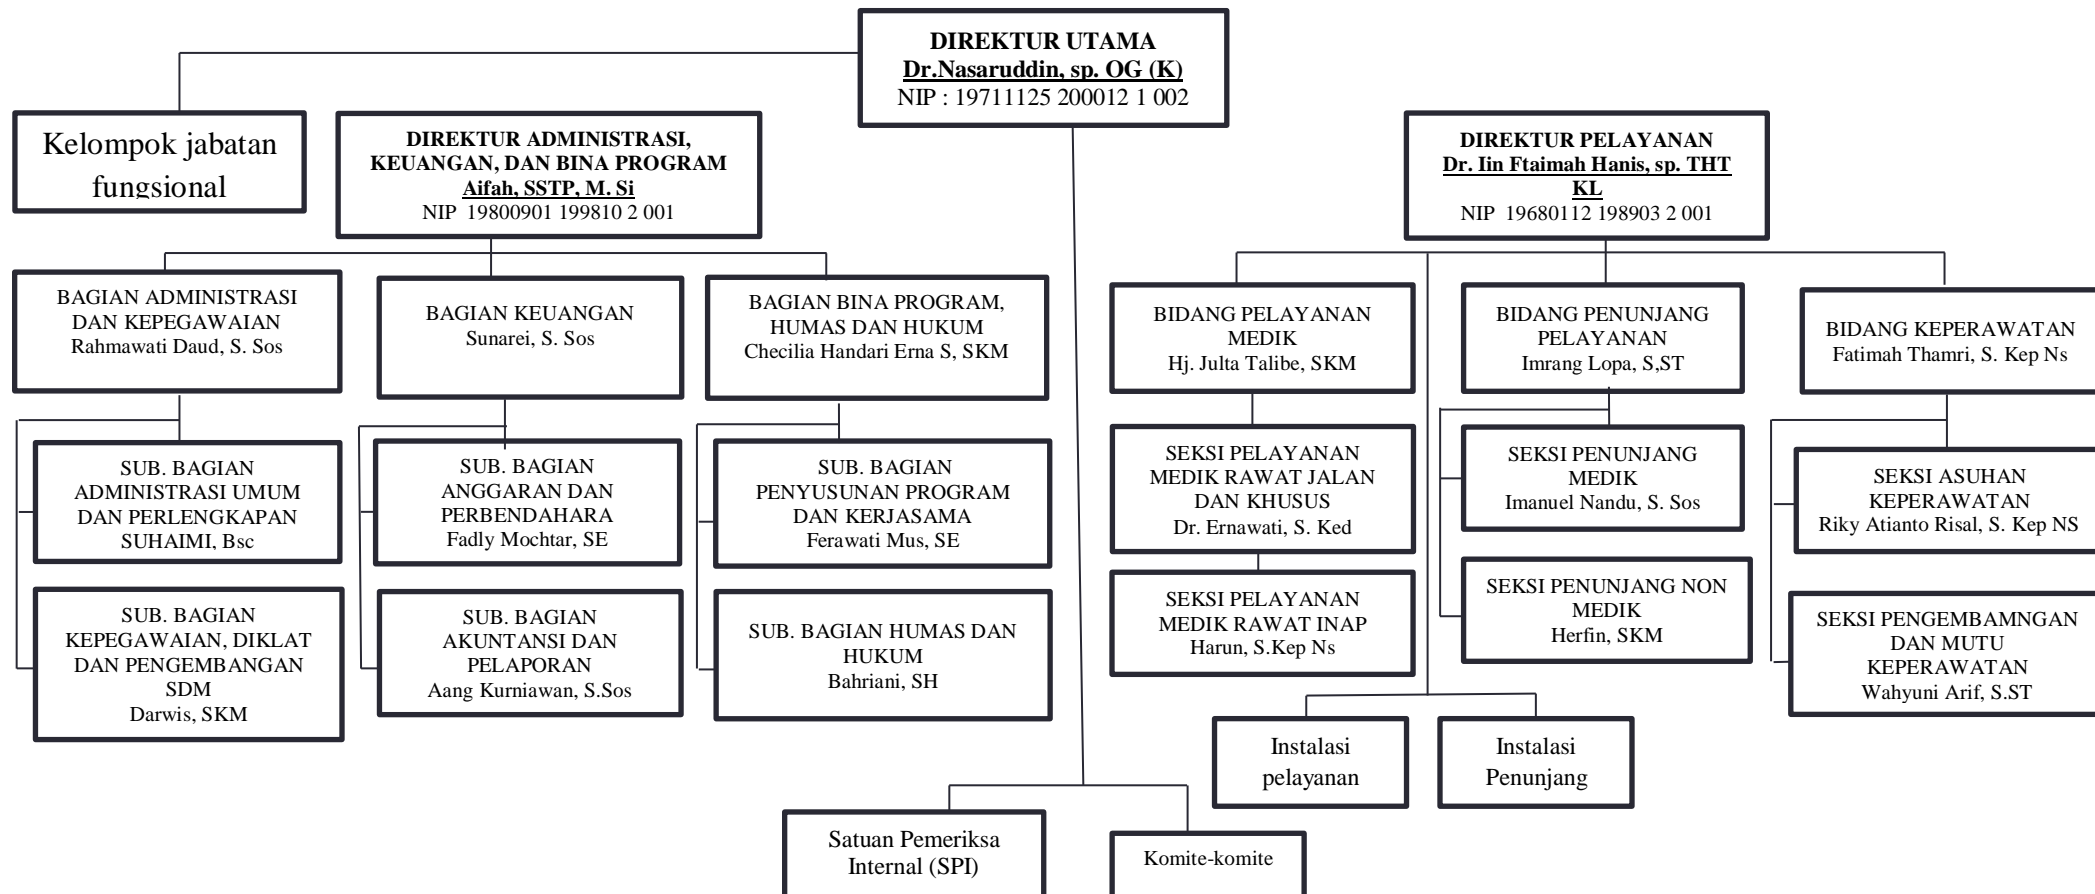 DIREKTUR UTAMA
Dr.Nasaruddin, sp. OG (K)
NIP : 19711125 200012 1 002
Kelompok jabatan
fungsional
DIREKTUR ADMINISTRASI,
KEUANGAN, DAN BINA PROGRAM
Aifah, SSTP, M. Si
NIP 19800901 199810 2 001
DIREKTUR PELAYANAN
Dr. Iin Ftaimah Hanis, sp. THT
KL
NIP 19680112 198903 2 001
BAGIAN ADMINISTRASI
DAN KEPEGAWAIAN
Rahmawati Daud, S. Sos
BAGIAN KEUANGAN
Sunarei, S. Sos
BAGIAN BINA PROGRAM,
HUMAS DAN HUKUM
Checilia Handari Erna S, SKM
BIDANG PELAYANAN
MEDIK
Hj. Julta Talibe, SKM
BIDANG PENUNJANG
PELAYANAN
Imrang Lopa, S,ST
BIDANG KEPERAWATAN
Fatimah Thamri, S. Kep Ns
SUB. BAGIAN
ADMINISTRASI UMUM
DAN PERLENGKAPAN
SUHAIMI, Bsc
SUB. BAGIAN
ANGGARAN DAN
PERBENDAHARA
Fadly Mochtar, SE
SUB. BAGIAN
PENYUSUNAN PROGRAM
DAN KERJASAMA
Ferawati Mus, SE
SEKSI PELAYANAN
MEDIK RAWAT JALAN
DAN KHUSUS
Dr. Ernawati, S. Ked
SEKSI PENUNJANG
MEDIK
Imanuel Nandu, S. Sos
SEKSI ASUHAN
KEPERAWATAN
Riky Atianto Risal, S. Kep NS
SUB. BAGIAN
KEPEGAWAIAN, DIKLAT
DAN PENGEMBANGAN
SDM
Darwis, SKM
SUB. BAGIAN
AKUNTANSI DAN
PELAPORAN
Aang Kurniawan, S.Sos
SUB. BAGIAN HUMAS DAN
HUKUM
Bahriani, SH
SEKSI PELAYANAN
MEDIK RAWAT INAP
Harun, S.Kep Ns
SEKSI PENUNJANG NON
MEDIK
Herfin, SKM
SEKSI PENGEMBAMNGAN
DAN MUTU
KEPERAWATAN
Wahyuni Arif, S.ST
Instalasi
pelayanan
Instalasi
Penunjang
Satuan Pemeriksa
Internal (SPI)
Komite-komite